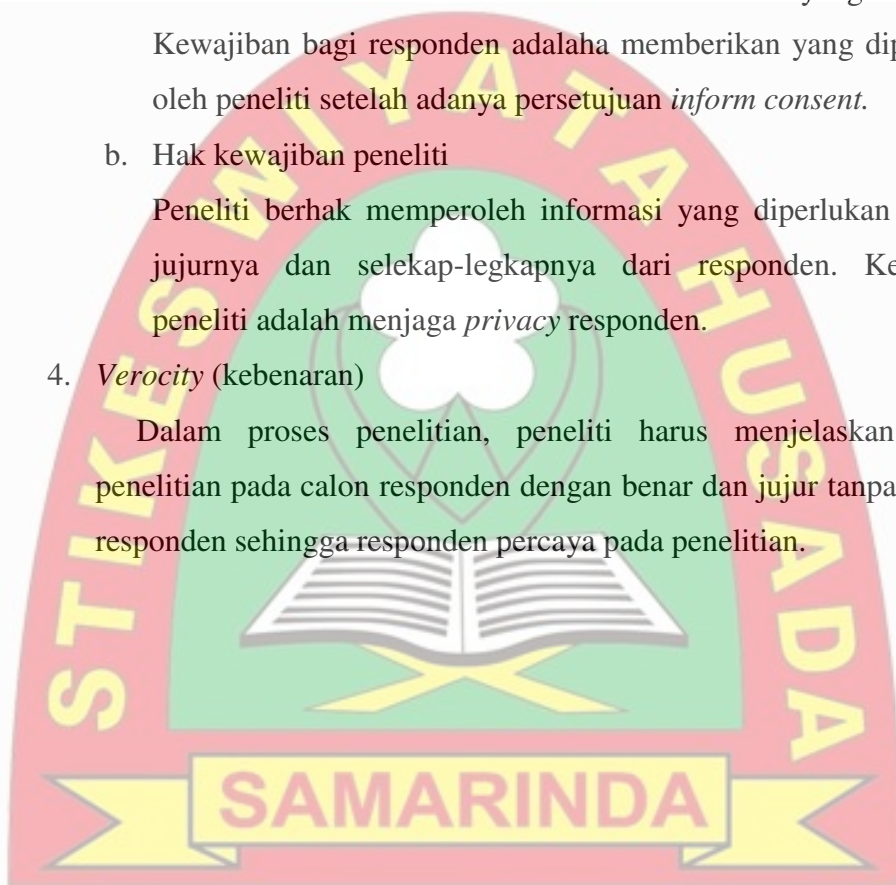 Kewajiban bagi responden adalaha memberikan yang
oleh peneliti setelah adanya persetujuan inform consent.
b. Hak kewajiban peneliti
Peneliti berhak memperoleh informasi yang diperlukan
jujurnya dan selekap-legkapnya dari responden.
peneliti adalah menjaga privacy responden.
4. Verocity (kebenaran)
Dalam proses penelitian, peneliti harus menjelaskan
penelitian pada calon responden dengan benar dan jujur tanpa
responden sehingga responden percaya pada penelitian.
STIKES WIYATA HUSADA
SAMARINDA